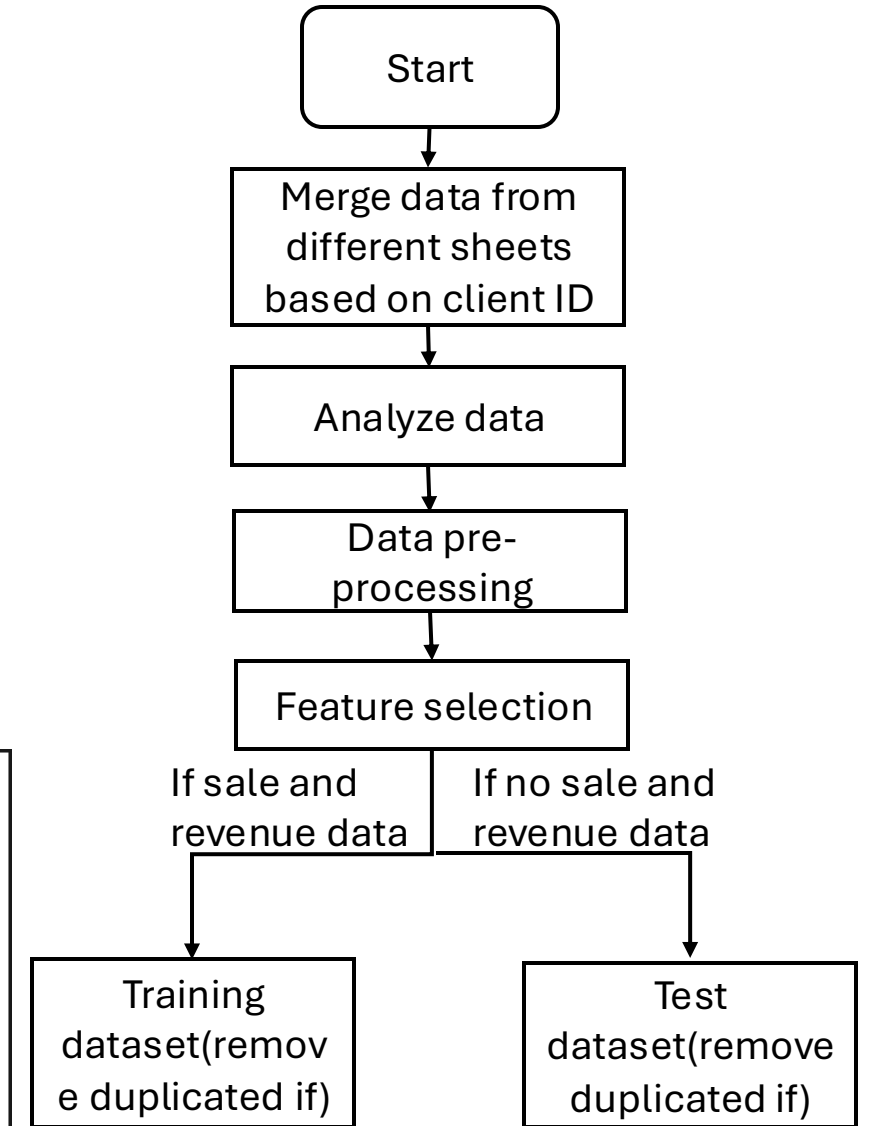 Start
Merge data from
different sheets
based on client ID
Analyze data
Data pre-
processing
Feature selection
If sale and
revenue data
If no sale and
revenue data
Training
dataset(remov
e duplicated if)
Test
dataset(remove
duplicated if)